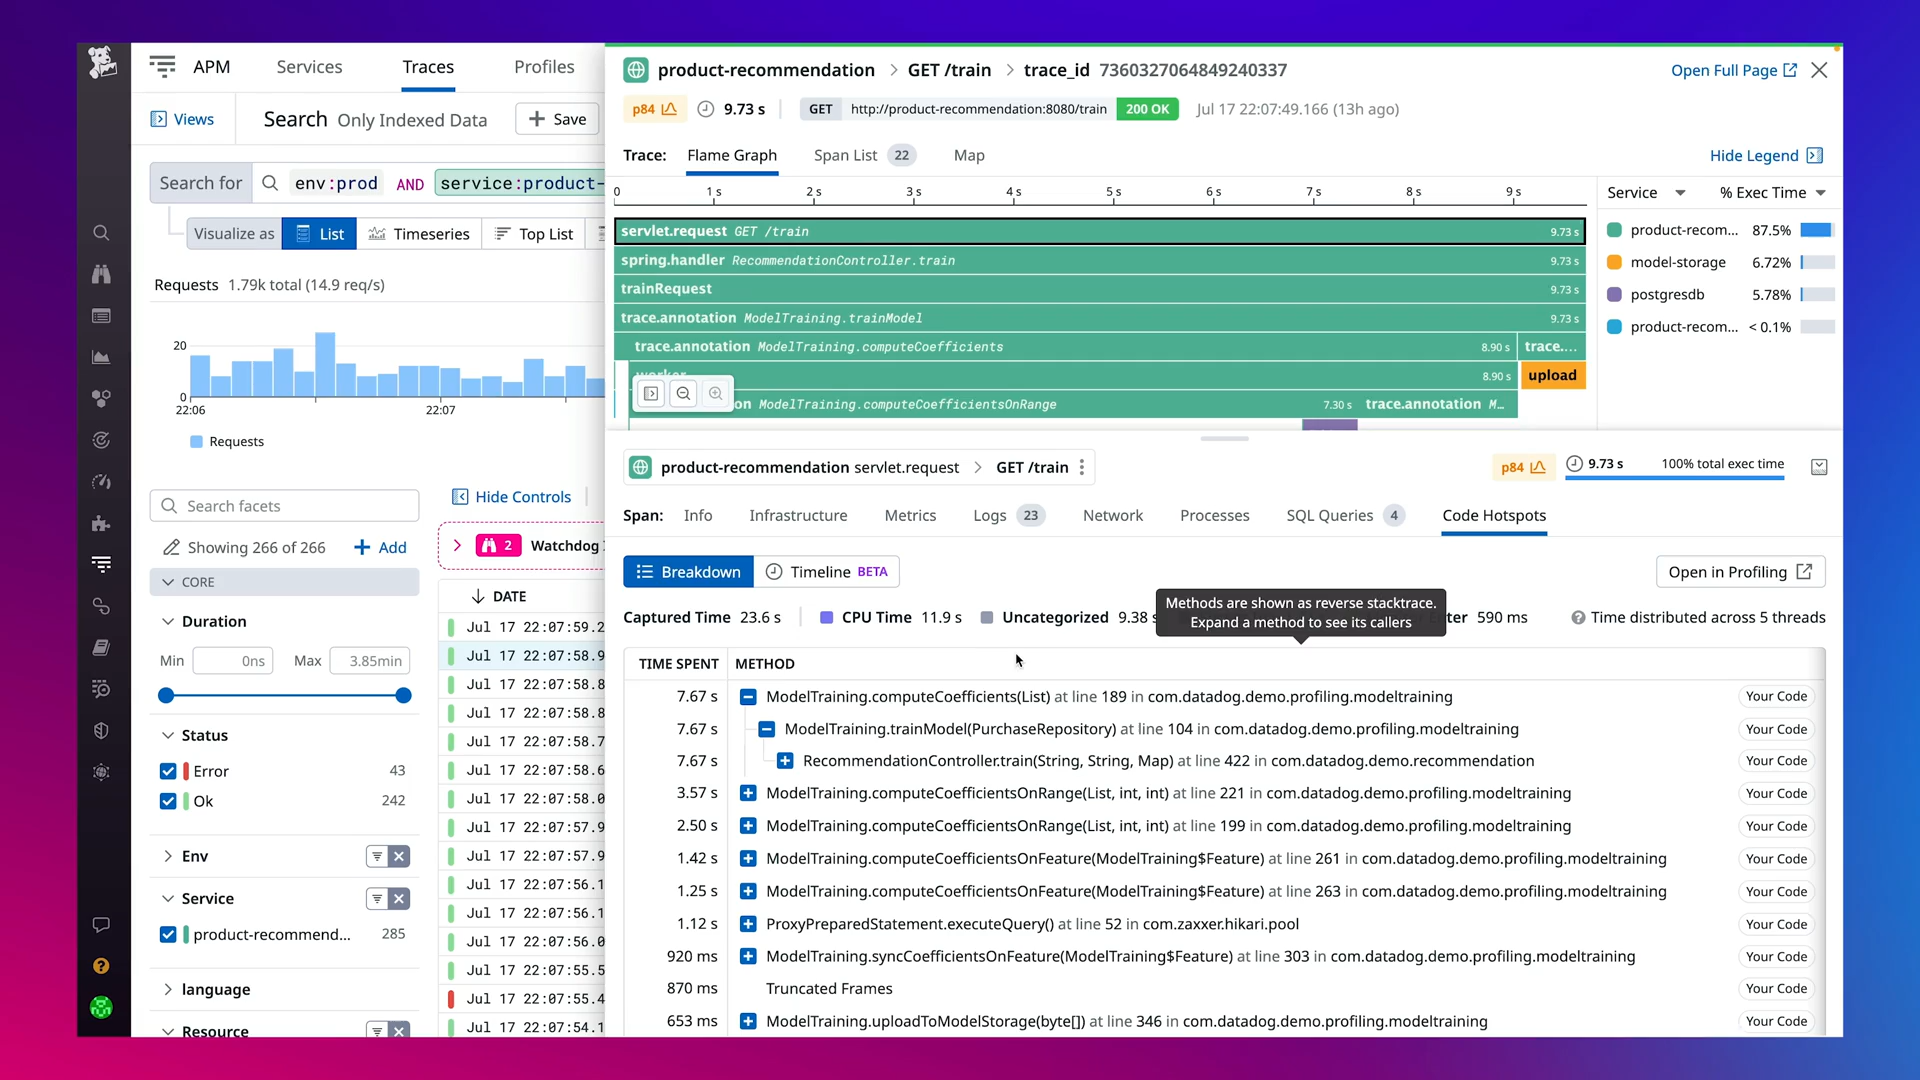 APM
Services
Traces
Profiles
Views
Search Only Indexed Data
Save
Search for
env:prod AND service:product-
Visualize as
List
Timeseries
Top List
Requests 1.79k total (14.9 req/s)
20
0
22:06
22:07
Requests
Search facets
Hide Controls
Showing 266 of 266
Add
2 Watchdog
CORE
Duration
Min 0ns Max 3.85min
Status
Error 43
Ok 242
Env
Service
product-recommend... 285
language
Resource
DATE
Jul 17 22:07:59.2
Jul 17 22:07:58.9
Jul 17 22:07:58.8
Jul 17 22:07:58.8
Jul 17 22:07:58.7
Jul 17 22:07:58.6
Jul 17 22:07:58.0
Jul 17 22:07:57.9
Jul 17 22:07:57.9
Jul 17 22:07:56.1
Jul 17 22:07:56.1
Jul 17 22:07:56.0
Jul 17 22:07:55.5
Jul 17 22:07:55.4
Jul 17 22:07:54.1
product-recommendation > GET /train > trace_id 7360327064849240337
Open Full Page
p84 9.73 s GET http://product-recommendation:8080/train 200 OK Jul 17 22:07:49.166 (13h ago)
Trace: Flame Graph Span List 22 Map
Hide Legend
0 1 s 2 s 3 s 4 s 5 s 6 s 7 s 8 s 9 s
servlet.request GET /train 9.73 s
spring.handler RecommendationController.train 9.73 s
trainRequest 9.73 s
trace.annotation ModelTraining.trainModel 9.73 s
trace.annotation ModelTraining.computeCoefficients 8.90 s trace....
worker 8.90 s upload
on ModelTraining.computeCoefficientsOnRange 7.30 s trace.annotation M...
Service % Exec Time
product-recom... 87.5%
model-storage 6.72%
postgresdb 5.78%
product-recom... < 0.1%
product-recommendation servlet.request > GET /train
p84 9.73 s 100% total exec time
Span: Info Infrastructure Metrics Logs 23 Network Processes SQL Queries 4 Code Hotspots
Breakdown
Timeline BETA
Open in Profiling
Methods are shown as reverse stacktrace.
Expand a method to see its callers
Captured Time 23.6 s CPU Time 11.9 s Uncategorized 9.38 s 590 ms Time distributed across 5 threads
TIME SPENT METHOD
7.67 s ModelTraining.computeCoefficients(List) at line 189 in com.datadog.demo.profiling.modeltraining Your Code
7.67 s ModelTraining.trainModel(PurchaseRepository) at line 104 in com.datadog.demo.profiling.modeltraining Your Code
7.67 s RecommendationController.train(String, String, Map) at line 422 in com.datadog.demo.recommendation Your Code
3.57 s ModelTraining.computeCoefficientsOnRange(List, int, int) at line 221 in com.datadog.demo.profiling.modeltraining Your Code
2.50 s ModelTraining.computeCoefficientsOnRange(List, int, int) at line 199 in com.datadog.demo.profiling.modeltraining Your Code
1.42 s ModelTraining.computeCoefficientsOnFeature(ModelTraining$Feature) at line 261 in com.datadog.demo.profiling.modeltraining Your Code
1.25 s ModelTraining.computeCoefficientsOnFeature(ModelTraining$Feature) at line 263 in com.datadog.demo.profiling.modeltraining Your Code
1.12 s ProxyPreparedStatement.executeQuery() at line 52 in com.zaxxer.hikari.pool Your Code
920 ms ModelTraining.syncCoefficientsOnFeature(ModelTraining$Feature) at line 303 in com.datadog.demo.profiling.modeltraining Your Code
870 ms Truncated Frames Your Code
653 ms ModelTraining.uploadToModelStorage(byte[]) at line 346 in com.datadog.demo.profiling.modeltraining Your Code